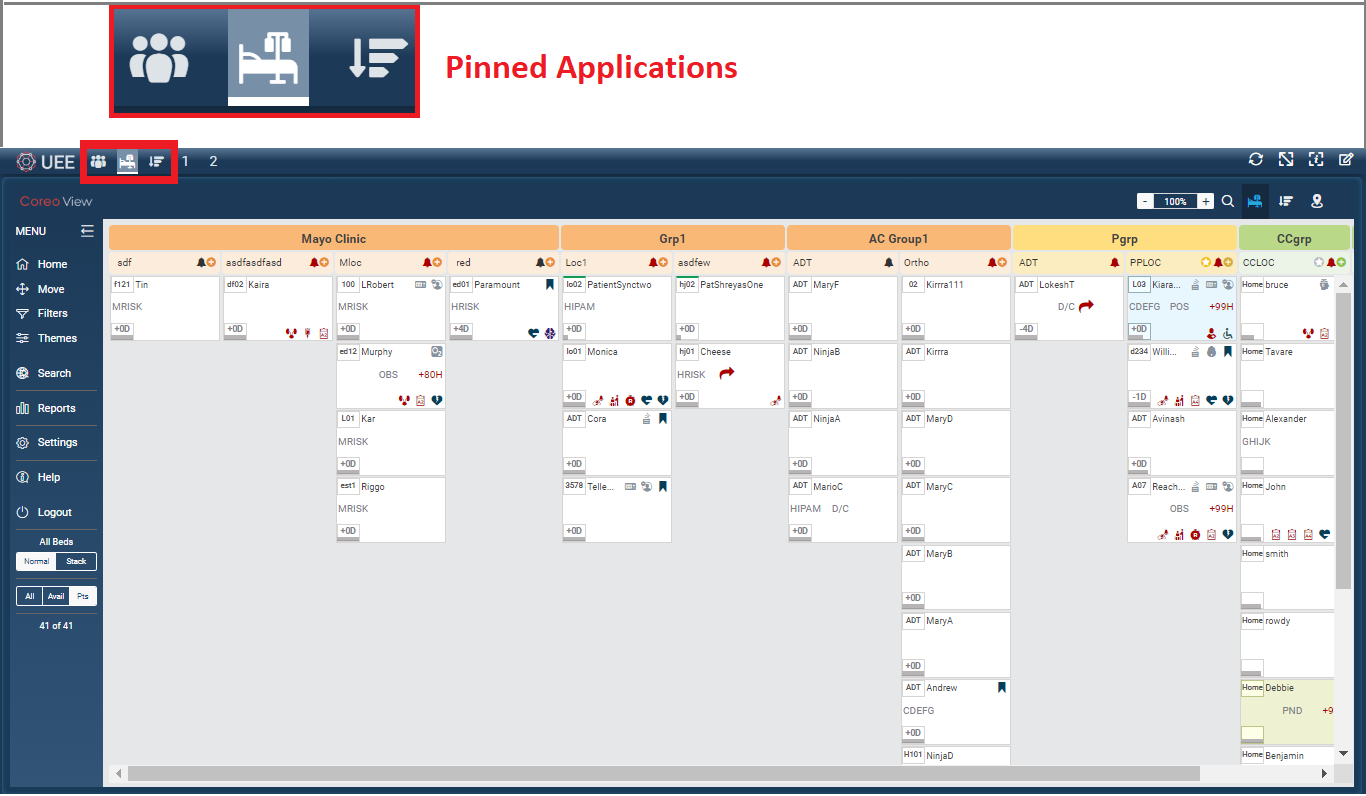 Pinned Applications
UEE 1 2
Coreo View - 100% +
MENU
Home
Move
Filters
Themes
Search
Reports
Settings
Help
Logout
All Beds
Normal Stack
All Avail Pts
41 of 41
Mayo Clinic Grp1 AC Group1 Pgrp CCgrp
sdf asdfasdfasd Mloc red Loc1 asdfew ADT Ortho ADT PPLOC CCLOC
f121 Tin df02 Kaira 100 LRobert ed01 Paramount lo02 PatientSynctwo hj02 PatShreyasOne ADT MaryF 02 Kirrra111 ADT LokeshT L03 Kiara... Home bruce
MRISK MRISK HRISK HIPAM D/C CDEFG POS +99H
+0D +0D +0D +4D +0D +0D +0D +0D -4D +0D
ed12 Murphy lo01 Monica hj01 Cheese ADT NinjaB ADT Kirrra d234 Willi... Home Tavare
OBS +80H HRISK
+0D +0D +0D +0D -1D
L01 Kar ADT Cora ADT NinjaA ADT MaryD ADT Avinash Home Alexander
MRISK GHIJK
+0D +0D +0D +0D +0D
est1 Riggo 3578 Telle... ADT MarioC ADT MaryC A07 Reach... Home John
MRISK HIPAM D/C OBS +99H
+0D +0D +0D +0D
ADT MaryB Home smith
+0D
ADT MaryA Home rowdy
+0D
ADT Andrew Home Debbie
CDEFG PND +9
+0D
H101 NinjaD Home Benjamin